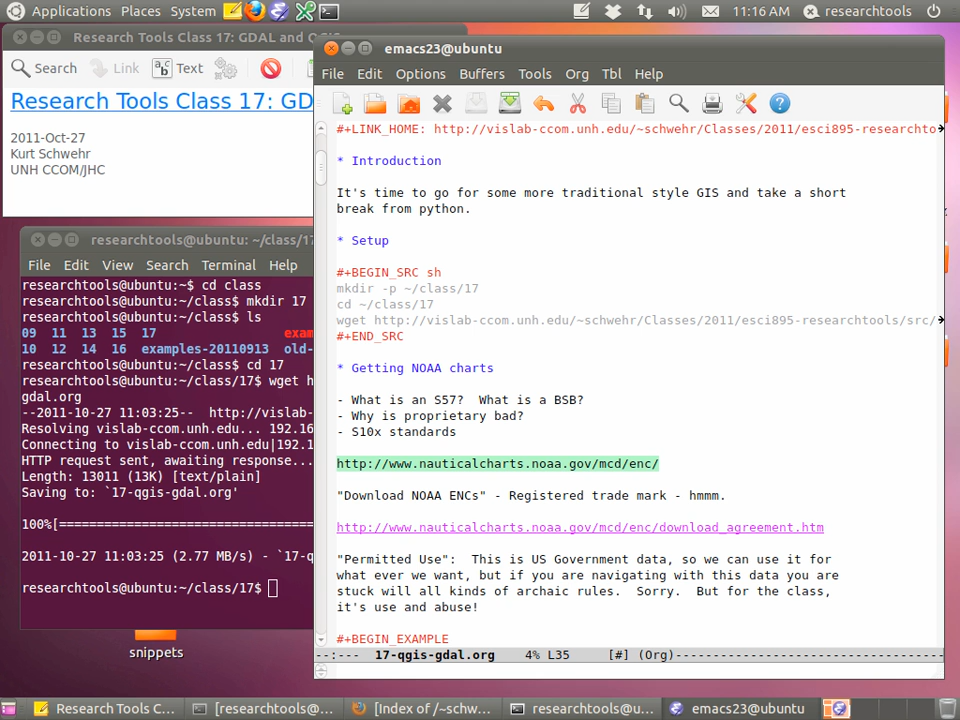 Applications Places System 11:16 AM researchtools
Research Tools Class 17: GDAL and QGIS
Search Link Text
Research Tools Class 17: GD
2011-Oct-27
Kurt Schwehr
UNH CCOM/JHC
researchtools@ubuntu: ~/class/17
File Edit View Search Terminal Help
researchtools@ubuntu:~$ cd class
researchtools@ubuntu:~/class$ mkdir 17
researchtools@ubuntu:~/class$ ls
09 11 13 15 17 exam
10 12 14 16 examples-20110913 old-
researchtools@ubuntu:~/class$ cd 17
researchtools@ubuntu:~/class/17$ wget h
gdal.org
--2011-10-27 11:03:25-- http://vislab-
Resolving vislab-ccom.unh.edu... 192.16
Connecting to vislab-ccom.unh.edu|192.1
HTTP request sent, awaiting response...
Length: 13011 (13K) [text/plain]
Saving to: `17-qgis-gdal.org'
100%[================================
2011-10-27 11:03:25 (2.77 MB/s) - `17-q
researchtools@ubuntu:~/class/17$
snippets
emacs23@ubuntu
File Edit Options Buffers Tools Org Tbl Help
#+LINK_HOME: http://vislab-ccom.unh.edu/~schwehr/Classes/2011/esci895-researchto
* Introduction
It's time to go for some more traditional style GIS and take a short
break from python.
* Setup
#+BEGIN_SRC sh
mkdir -p ~/class/17
cd ~/class/17
wget http://vislab-ccom.unh.edu/~schwehr/Classes/2011/esci895-researchtools/src/
#+END_SRC
* Getting NOAA charts
- What is an S57? What is a BSB?
- Why is proprietary bad?
- S10x standards
http://www.nauticalcharts.noaa.gov/mcd/enc/
"Download NOAA ENCs" - Registered trade mark - hmmm.
http://www.nauticalcharts.noaa.gov/mcd/enc/download_agreement.htm
"Permitted Use": This is US Government data, so we can use it for
what ever we want, but if you are navigating with this data you are
stuck will all kinds of archaic rules. Sorry. But for the class,
it's use and abuse!
#+BEGIN_EXAMPLE
--:--- 17-qgis-gdal.org 4% L35 [#] (Org)
Research Tools C... [researchtools@... [Index of /~schw... researchtools@u... emacs23@ubuntu